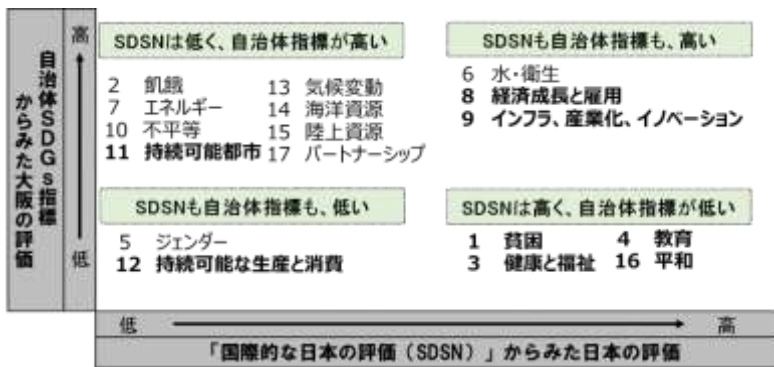 自治体SDGs指標
からみた大阪の評価
高
低
SDSNは低く、自治体指標が高い
2 飢餓
7 エネルギー
10 不平等
11 持続可能都市
13 気候変動
14 海洋資源
15 陸上資源
17 パートナーシップ
SDSNも自治体指標も、高い
6 水・衛生
8 経済成長と雇用
9 インフラ、産業化、イノベーション
SDSNも自治体指標も、低い
5 ジェンダー
12 持続可能な生産と消費
SDSNは高く、自治体指標が低い
1 貧困
3 健康と福祉
4 教育
16 平和
低
高
「国際的な日本の評価（SDSN）」からみた日本の評価